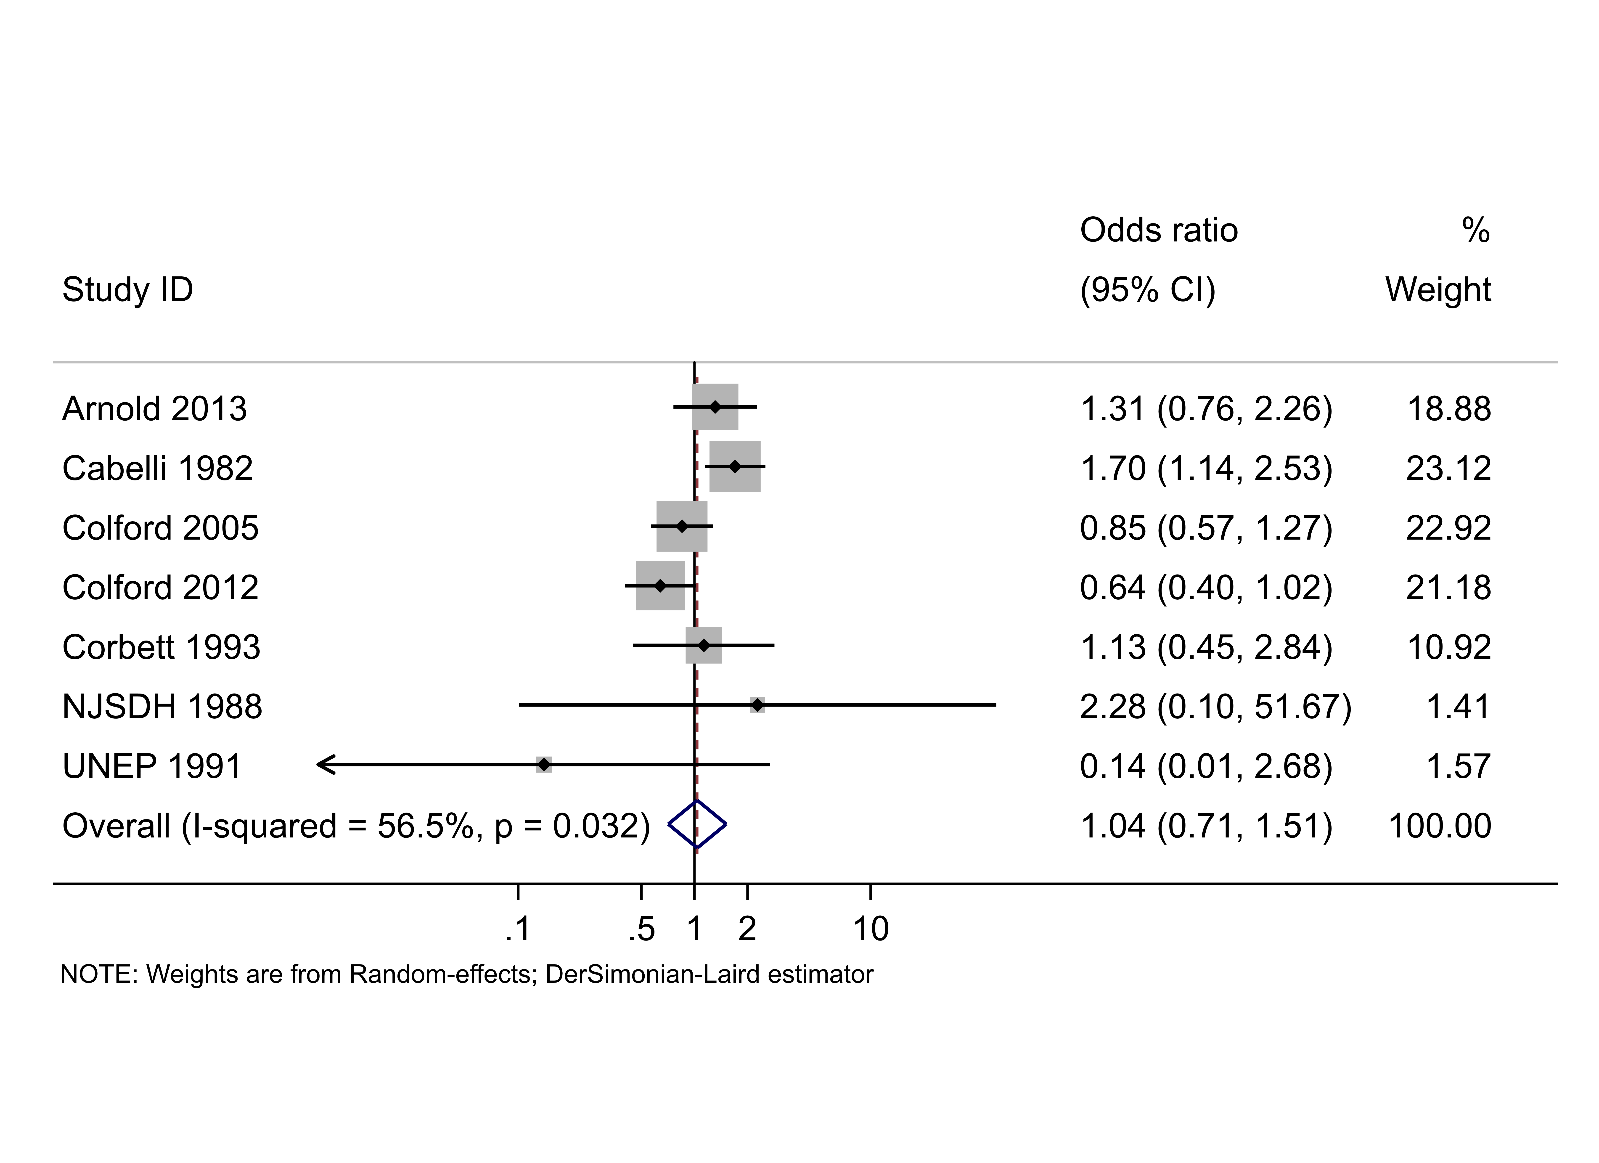 Odds ratio %
Study ID (95% CI) Weight
Arnold 2013 1.31 (0.76, 2.26) 18.88
Cabelli 1982 1.70 (1.14, 2.53) 23.12
Colford 2005 0.85 (0.57, 1.27) 22.92
Colford 2012 0.64 (0.40, 1.02) 21.18
Corbett 1993 1.13 (0.45, 2.84) 10.92
NJSDH 1988 2.28 (0.10, 51.67) 1.41
UNEP 1991 0.14 (0.01, 2.68) 1.57
Overall (I-squared = 56.5%, p = 0.032) 1.04 (0.71, 1.51) 100.00
.1 .5 1 2 10
NOTE: Weights are from Random-effects; DerSimonian-Laird estimator